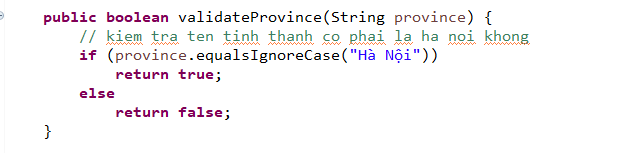 public boolean validateProvince(String province) {
// kiem tra ten tinh thanh co phai la ha noi khong
if (province.equalsIgnoreCase("Hà Nội"))
return true;
else
return false;
}